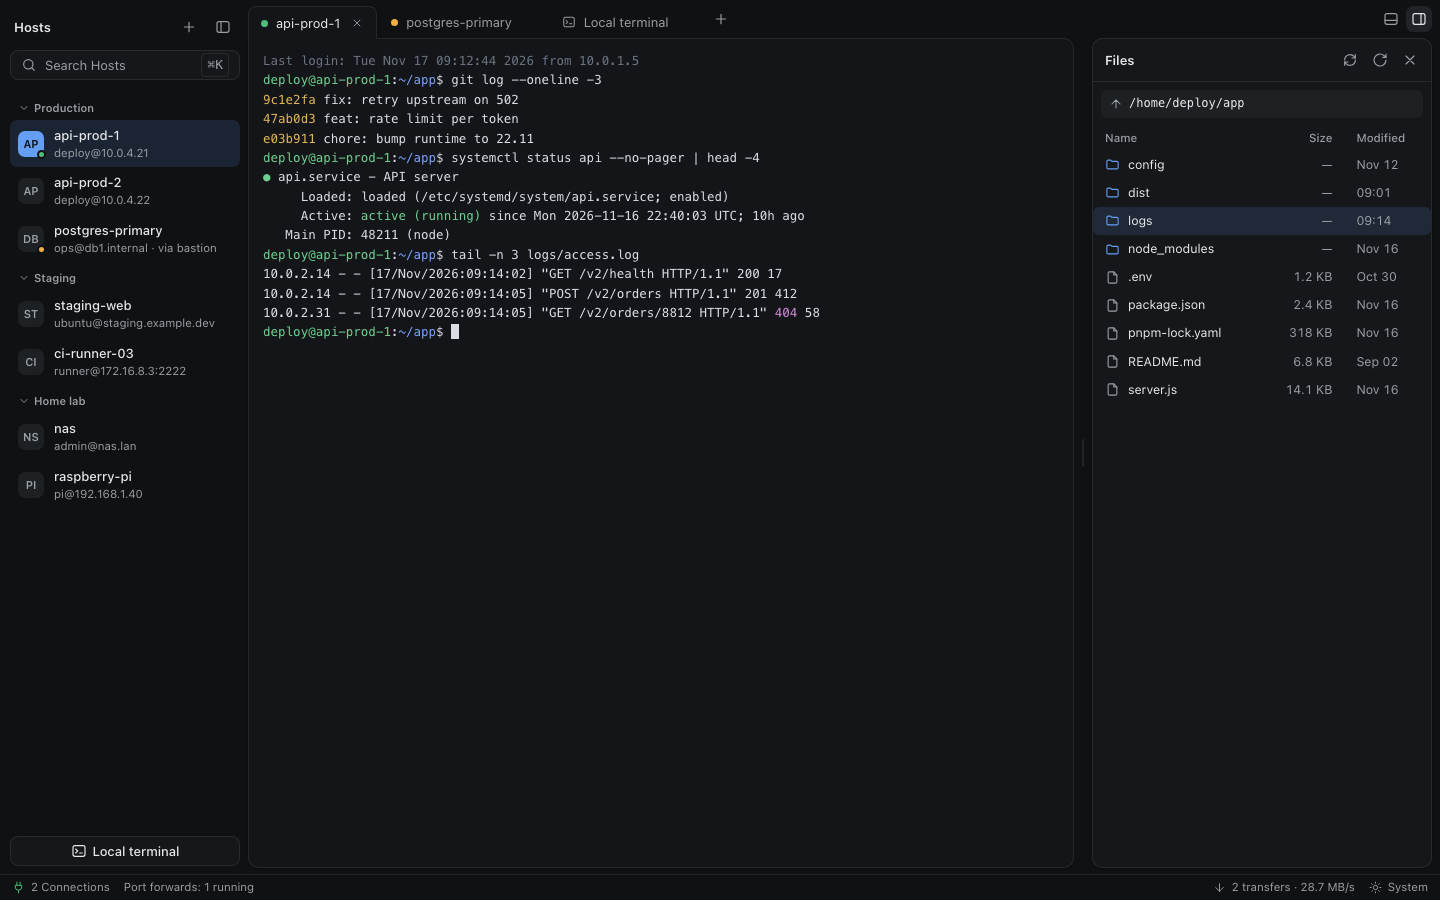 Hosts
Search Hosts
⌘K
Production
AP
api-prod-1
deploy@10.0.4.21
AP
api-prod-2
deploy@10.0.4.22
DB
postgres-primary
ops@db1.internal · via bastion
Staging
ST
staging-web
ubuntu@staging.example.dev
CI
ci-runner-03
runner@172.16.8.3:2222
Home lab
NS
nas
admin@nas.lan
PI
raspberry-pi
pi@192.168.1.40
Local terminal
api-prod-1
postgres-primary
Local terminal
Last login: Tue Nov 17 09:12:44 2026 from 10.0.1.5
deploy@api-prod-1:~/app$ git log --oneline -3
9c1e2fa fix: retry upstream on 502
47ab0d3 feat: rate limit per token
e03b911 chore: bump runtime to 22.11
deploy@api-prod-1:~/app$ systemctl status api --no-pager | head -4
● api.service - API server
Loaded: loaded (/etc/systemd/system/api.service; enabled)
Active: active (running) since Mon 2026-11-16 22:40:03 UTC; 10h ago
Main PID: 48211 (node)
deploy@api-prod-1:~/app$ tail -n 3 logs/access.log
10.0.2.14 - - [17/Nov/2026:09:14:02] "GET /v2/health HTTP/1.1" 200 17
10.0.2.14 - - [17/Nov/2026:09:14:05] "POST /v2/orders HTTP/1.1" 201 412
10.0.2.31 - - [17/Nov/2026:09:14:05] "GET /v2/orders/8812 HTTP/1.1" 404 58
deploy@api-prod-1:~/app$
Files
/home/deploy/app
Name Size Modified
config — Nov 12
dist — 09:01
logs — 09:14
node_modules — Nov 16
.env 1.2 KB Oct 30
package.json 2.4 KB Nov 16
pnpm-lock.yaml 318 KB Nov 16
README.md 6.8 KB Sep 02
server.js 14.1 KB Nov 16
2 Connections Port forwards: 1 running
2 transfers · 28.7 MB/s System